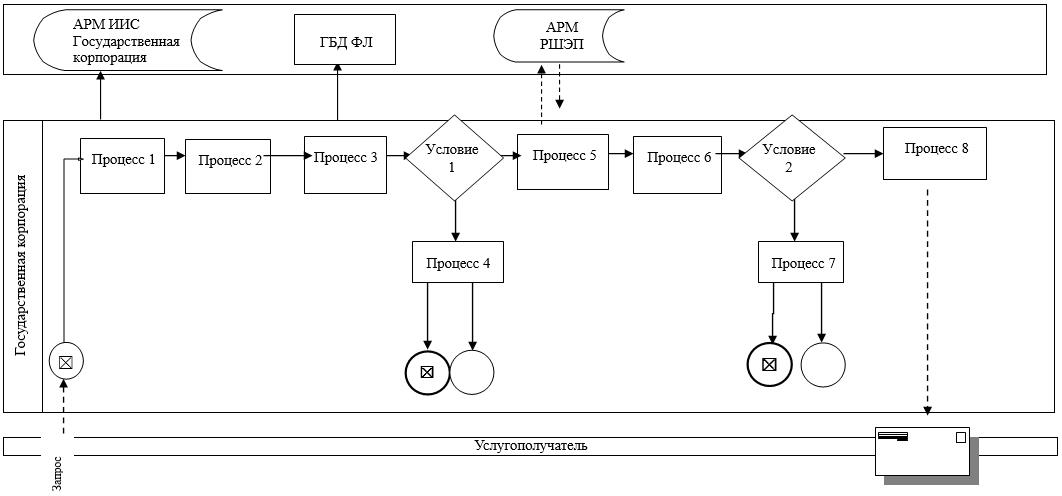 АРМ ИИС
Государственная
корпорация
ГБД ФЛ
АРМ
РШЭП
Государственная корпорация
Процесс 1
Процесс 2
Процесс 3
Условие
1
Процесс 5
Процесс 6
Условие
2
Процесс 8
Процесс 4
Процесс 7
Услугополучатель
Запрос